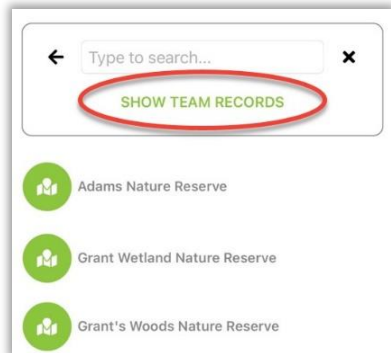 Type to search...
SHOW TEAM RECORDS
Adams Nature Reserve
Grant Wetland Nature Reserve
Grant's Woods Nature Reserve